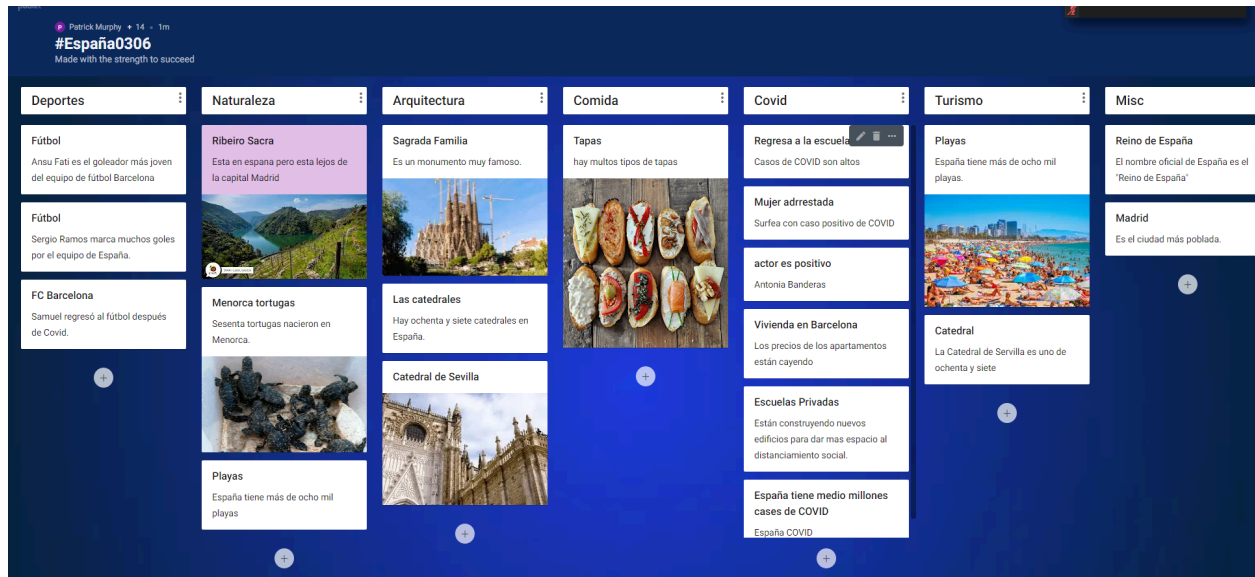 Patrick Murphy + 14 • 1m
#España0306
Made with the strength to succeed
Deportes
Fútbol
Ansu Fati es el goleador más joven
del equipo de fútbol Barcelona
Fútbol
Sergio Ramos marca muchos goles
por el equipo de España.
FC Barcelona
Samuel regresó al fútbol después
de Covid.
Naturaleza
Ribeiro Sacra
Esta en espana pero esta lejos de
la capital Madrid
Menorca tortugas
Sesenta tortugas nacieron en
Menorca.
Playas
España tiene más de ocho mil
playas
Arquitectura
Sagrada Familia
Es un monumento muy famoso.
Las catedrales
Hay ochenta y siete catedrales en
España.
Catedral de Sevilla
Comida
Tapas
hay multos tipos de tapas
Covid
Regresa a la escuela
Casos de COVID son altos
Mujer adrrestada
Surfea con caso positivo de COVID
actor es positivo
Antonia Banderas
Vivienda en Barcelona
Los precios de los apartamentos
están cayendo
Escuelas Privadas
Están construyendo nuevos
edificios para dar mas espacio al
distanciamiento social.
España tiene medio millones
cases de COVID
España COVID
Turismo
Playas
España tiene más de ocho mil
playas.
Catedral
La Catedral de Servilla es uno de
ochenta y siete
Misc
Reino de España
El nombre oficial de España es el
"Reino de España"
Madrid
Es el ciudad más poblada.